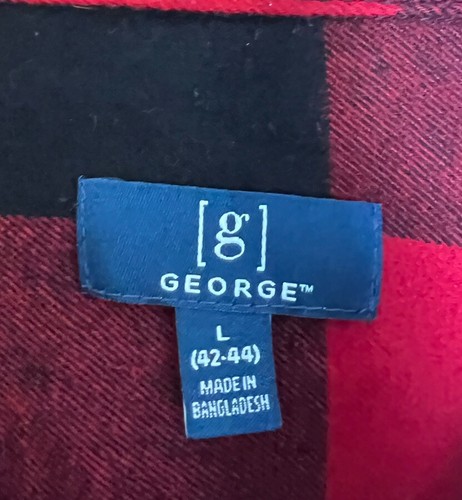 [g]
GEORGE™
L
(42-44)
MADE IN
BANGLADESH